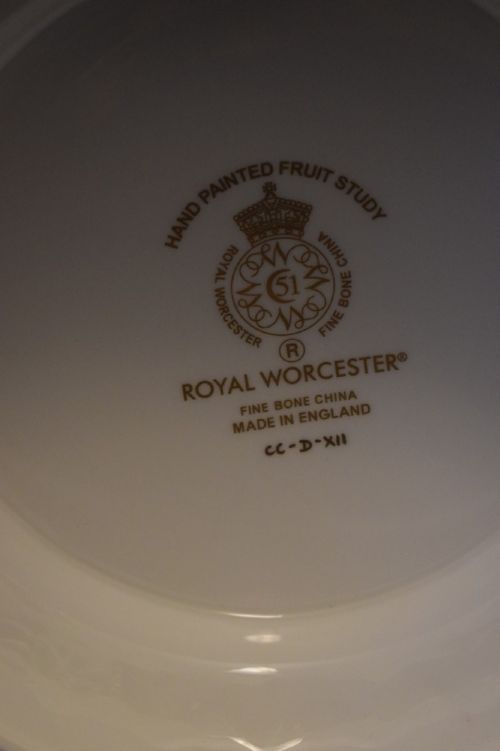 HAND PAINTED FRUIT STUDY
ROYAL WORCESTER
FINE BONE CHINA
C 51
®
ROYAL WORCESTER®
FINE BONE CHINA
MADE IN ENGLAND
CC-D-XII